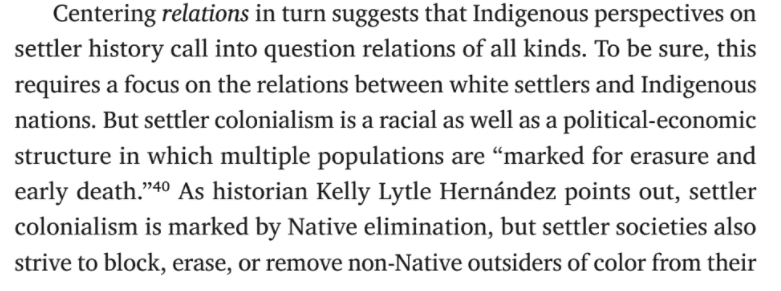 Centering relations in turn suggests that Indigenous perspectives on
settler history call into question relations of all kinds. To be sure, this
requires a focus on the relations between white settlers and Indigenous
nations. But settler colonialism is a racial as well as a political-economic
structure in which multiple populations are “marked for erasure and
early death.”⁴⁰ As historian Kelly Lytle Hernández points out, settler
colonialism is marked by Native elimination, but settler societies also
strive to block, erase, or remove non-Native outsiders of color from their